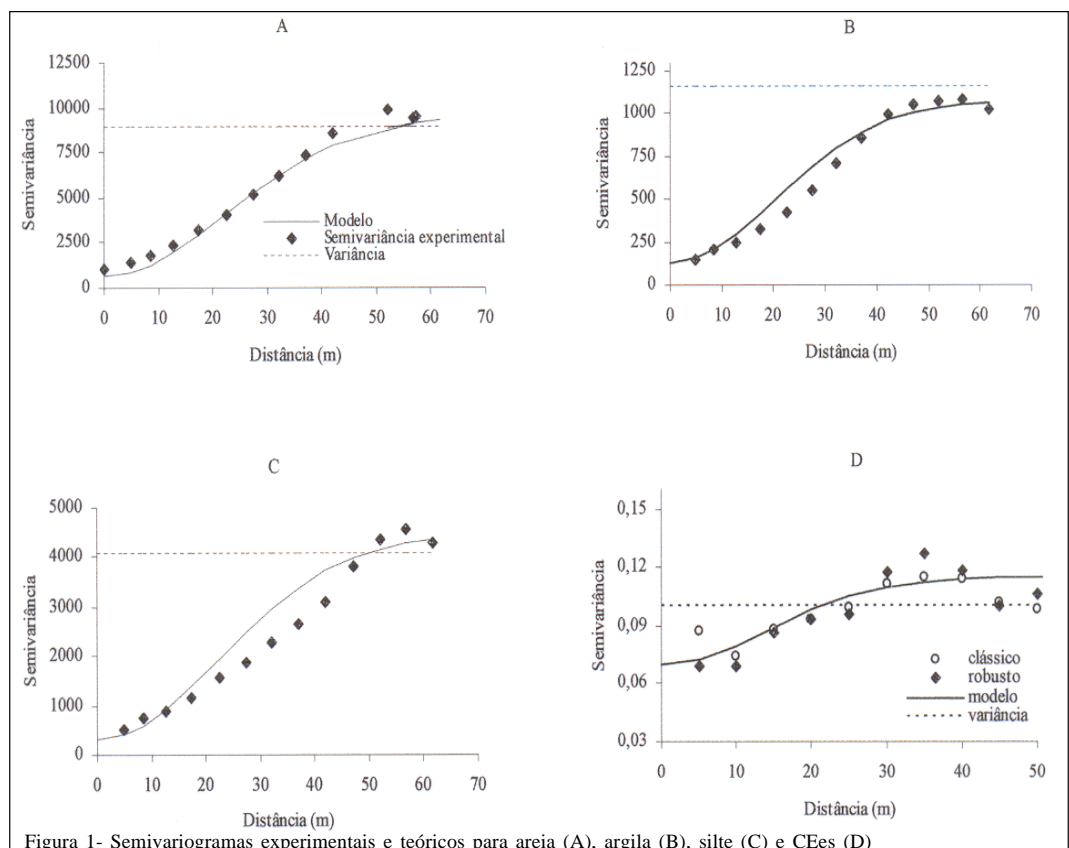 A
12500
10000
7500
5000
2500
0
Semivariância
Modelo
Semivariância experimental
Variância
0 10 20 30 40 50 60 70
Distância (m)
B
1250
1000
750
500
250
0
Semivariância
0 10 20 30 40 50 60 70
Distância (m)
C
5000
4000
3000
2000
1000
0
Semivariância
0 10 20 30 40 50 60 70
Distância (m)
D
0,15
0,12
0,09
0,06
0,03
Semivariância
clássico
robusto
modelo
variância
0 10 20 30 40 50
Distância (m)
Figura 1- Semivariogramas experimentais e teóricos para areia (A), argila (B), silte (C) e CEes (D)